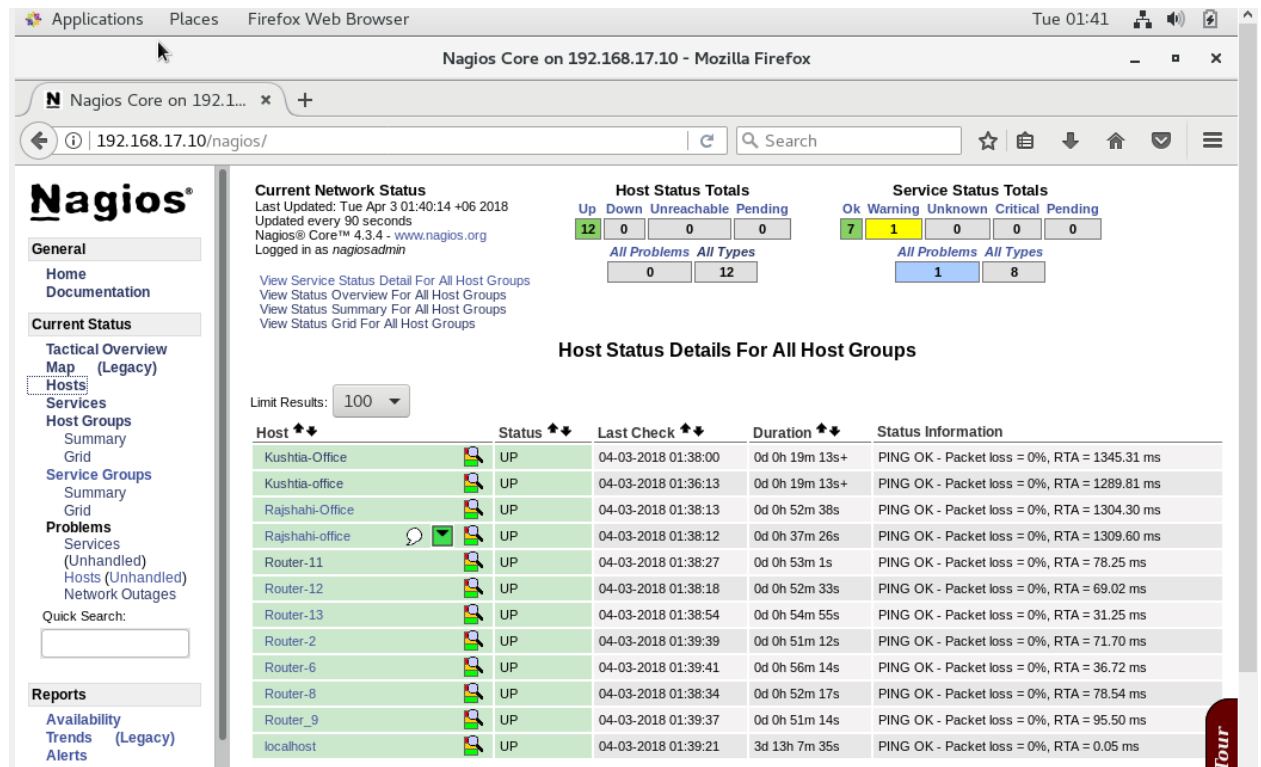 Applications Places Firefox Web Browser Tue 01:41
Nagios Core on 192.168.17.10 - Mozilla Firefox
N Nagios Core on 192.1...
192.168.17.10/nagios/ Search
Nagios®
General
Home
Documentation
Current Status
Tactical Overview
Map (Legacy)
Hosts
Services
Host Groups
Summary
Grid
Service Groups
Summary
Grid
Problems
Services
(Unhandled)
Hosts (Unhandled)
Network Outages
Quick Search:
Reports
Availability
Trends (Legacy)
Alerts
Current Network Status
Last Updated: Tue Apr 3 01:40:14 +06 2018
Updated every 90 seconds
Nagios® Core™ 4.3.4 - www.nagios.org
Logged in as nagiosadmin
View Service Status Detail For All Host Groups
View Status Overview For All Host Groups
View Status Summary For All Host Groups
View Status Grid For All Host Groups
Host Status Totals
Up Down Unreachable Pending
12 0 0 0
All Problems All Types
0 12
Service Status Totals
Ok Warning Unknown Critical Pending
7 1 0 0 0
All Problems All Types
1 8
Host Status Details For All Host Groups
Limit Results: 100
Host Status Last Check Duration Status Information
Kushtia-Office UP 04-03-2018 01:38:00 0d 0h 19m 13s+ PING OK - Packet loss = 0%, RTA = 1345.31 ms
Kushtia-office UP 04-03-2018 01:36:13 0d 0h 19m 13s+ PING OK - Packet loss = 0%, RTA = 1289.81 ms
Rajshahi-Office UP 04-03-2018 01:38:13 0d 0h 52m 38s PING OK - Packet loss = 0%, RTA = 1304.30 ms
Rajshahi-office UP 04-03-2018 01:38:12 0d 0h 37m 26s PING OK - Packet loss = 0%, RTA = 1309.60 ms
Router-11 UP 04-03-2018 01:38:27 0d 0h 53m 1s PING OK - Packet loss = 0%, RTA = 78.25 ms
Router-12 UP 04-03-2018 01:38:18 0d 0h 52m 33s PING OK - Packet loss = 0%, RTA = 69.02 ms
Router-13 UP 04-03-2018 01:38:54 0d 0h 54m 55s PING OK - Packet loss = 0%, RTA = 31.25 ms
Router-2 UP 04-03-2018 01:39:39 0d 0h 51m 12s PING OK - Packet loss = 0%, RTA = 71.70 ms
Router-6 UP 04-03-2018 01:39:41 0d 0h 56m 14s PING OK - Packet loss = 0%, RTA = 36.72 ms
Router-8 UP 04-03-2018 01:38:34 0d 0h 52m 17s PING OK - Packet loss = 0%, RTA = 78.54 ms
Router_9 UP 04-03-2018 01:39:37 0d 0h 51m 14s PING OK - Packet loss = 0%, RTA = 95.50 ms
localhost UP 04-03-2018 01:39:21 3d 13h 7m 35s PING OK - Packet loss = 0%, RTA = 0.05 ms
Tour